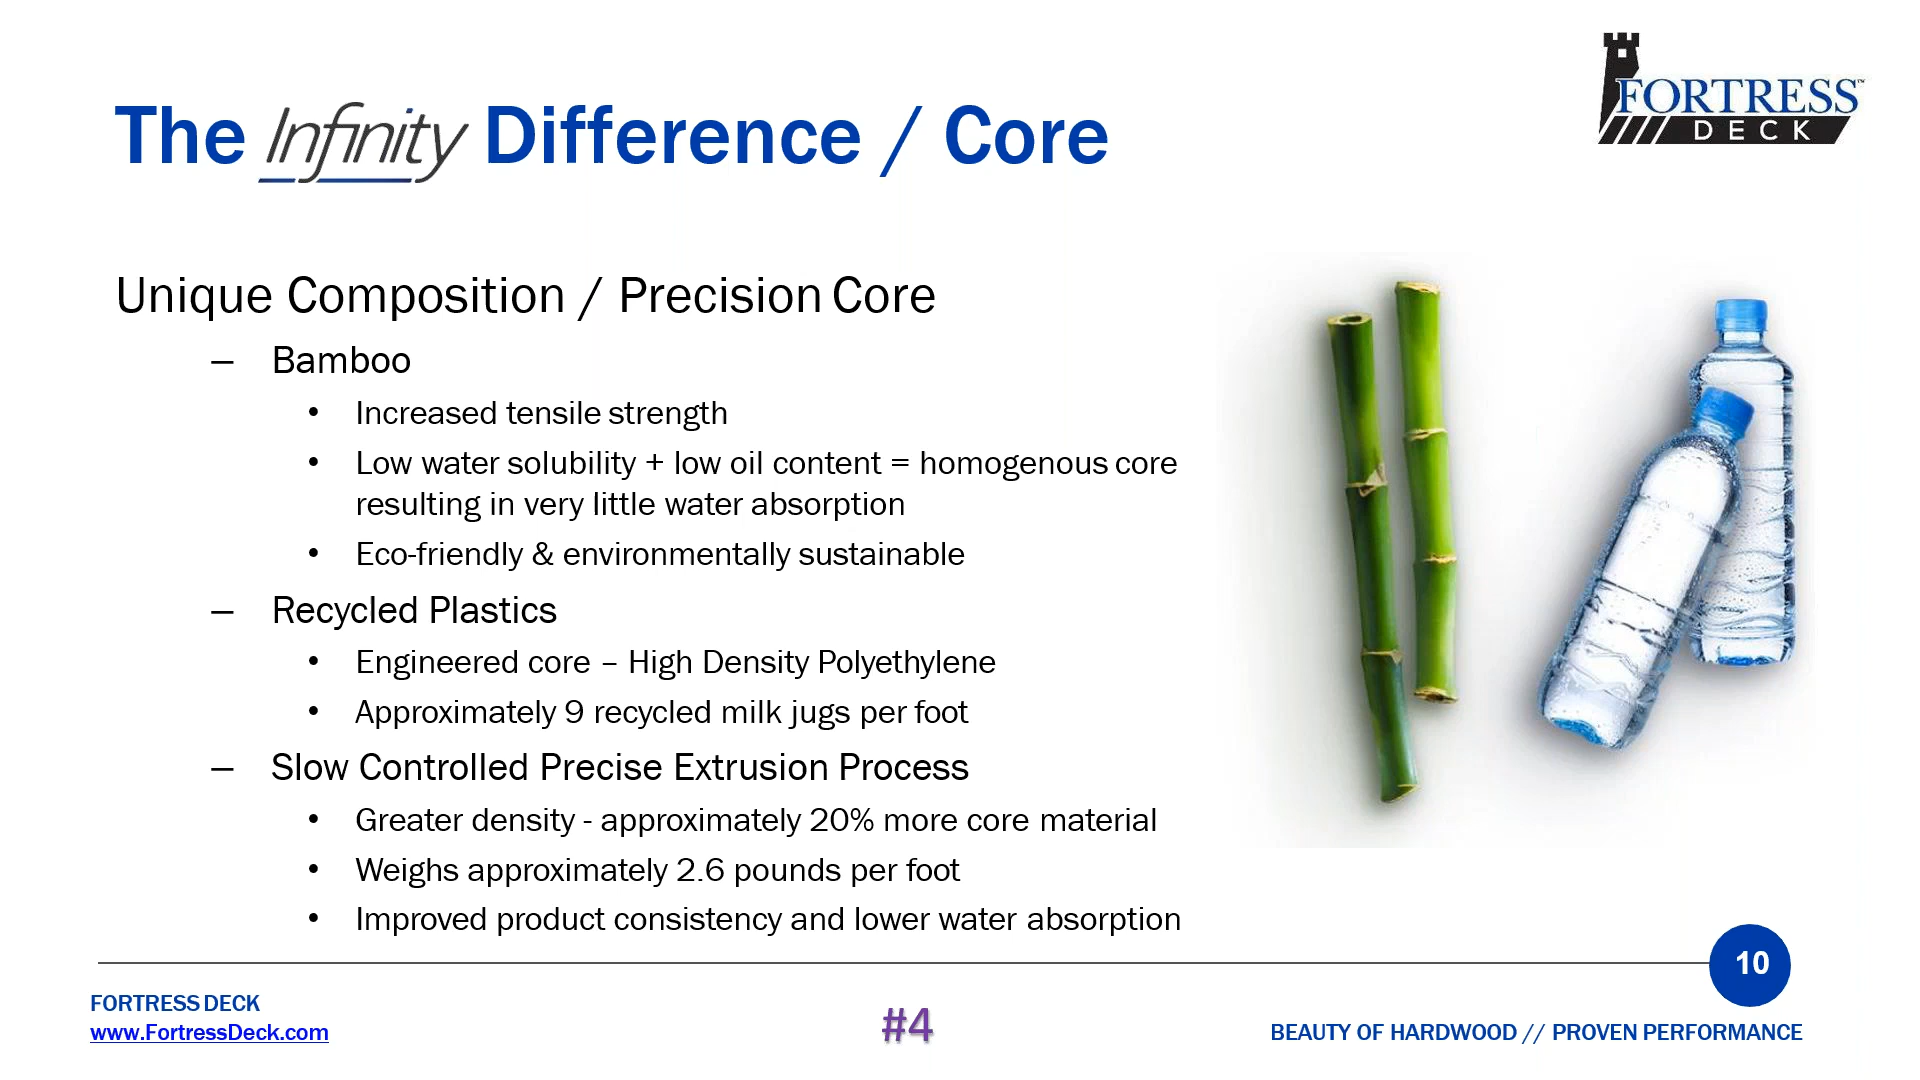 FORTRESS™
DECK
The Infinity Difference / Core
Unique Composition / Precision Core
– Bamboo
• Increased tensile strength
• Low water solubility + low oil content = homogenous core
resulting in very little water absorption
• Eco-friendly & environmentally sustainable
– Recycled Plastics
• Engineered core – High Density Polyethylene
• Approximately 9 recycled milk jugs per foot
– Slow Controlled Precise Extrusion Process
• Greater density - approximately 20% more core material
• Weighs approximately 2.6 pounds per foot
• Improved product consistency and lower water absorption
10
FORTRESS DECK
www.FortressDeck.com
#4
BEAUTY OF HARDWOOD // PROVEN PERFORMANCE